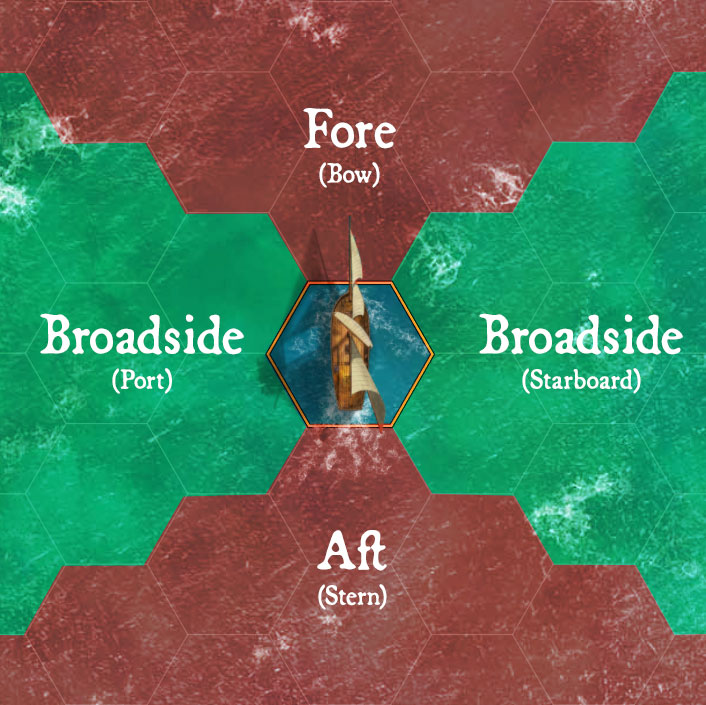 Fore
(Bow)
Broadside
(Port)
Broadside
(Starboard)
Aft
(Stern)